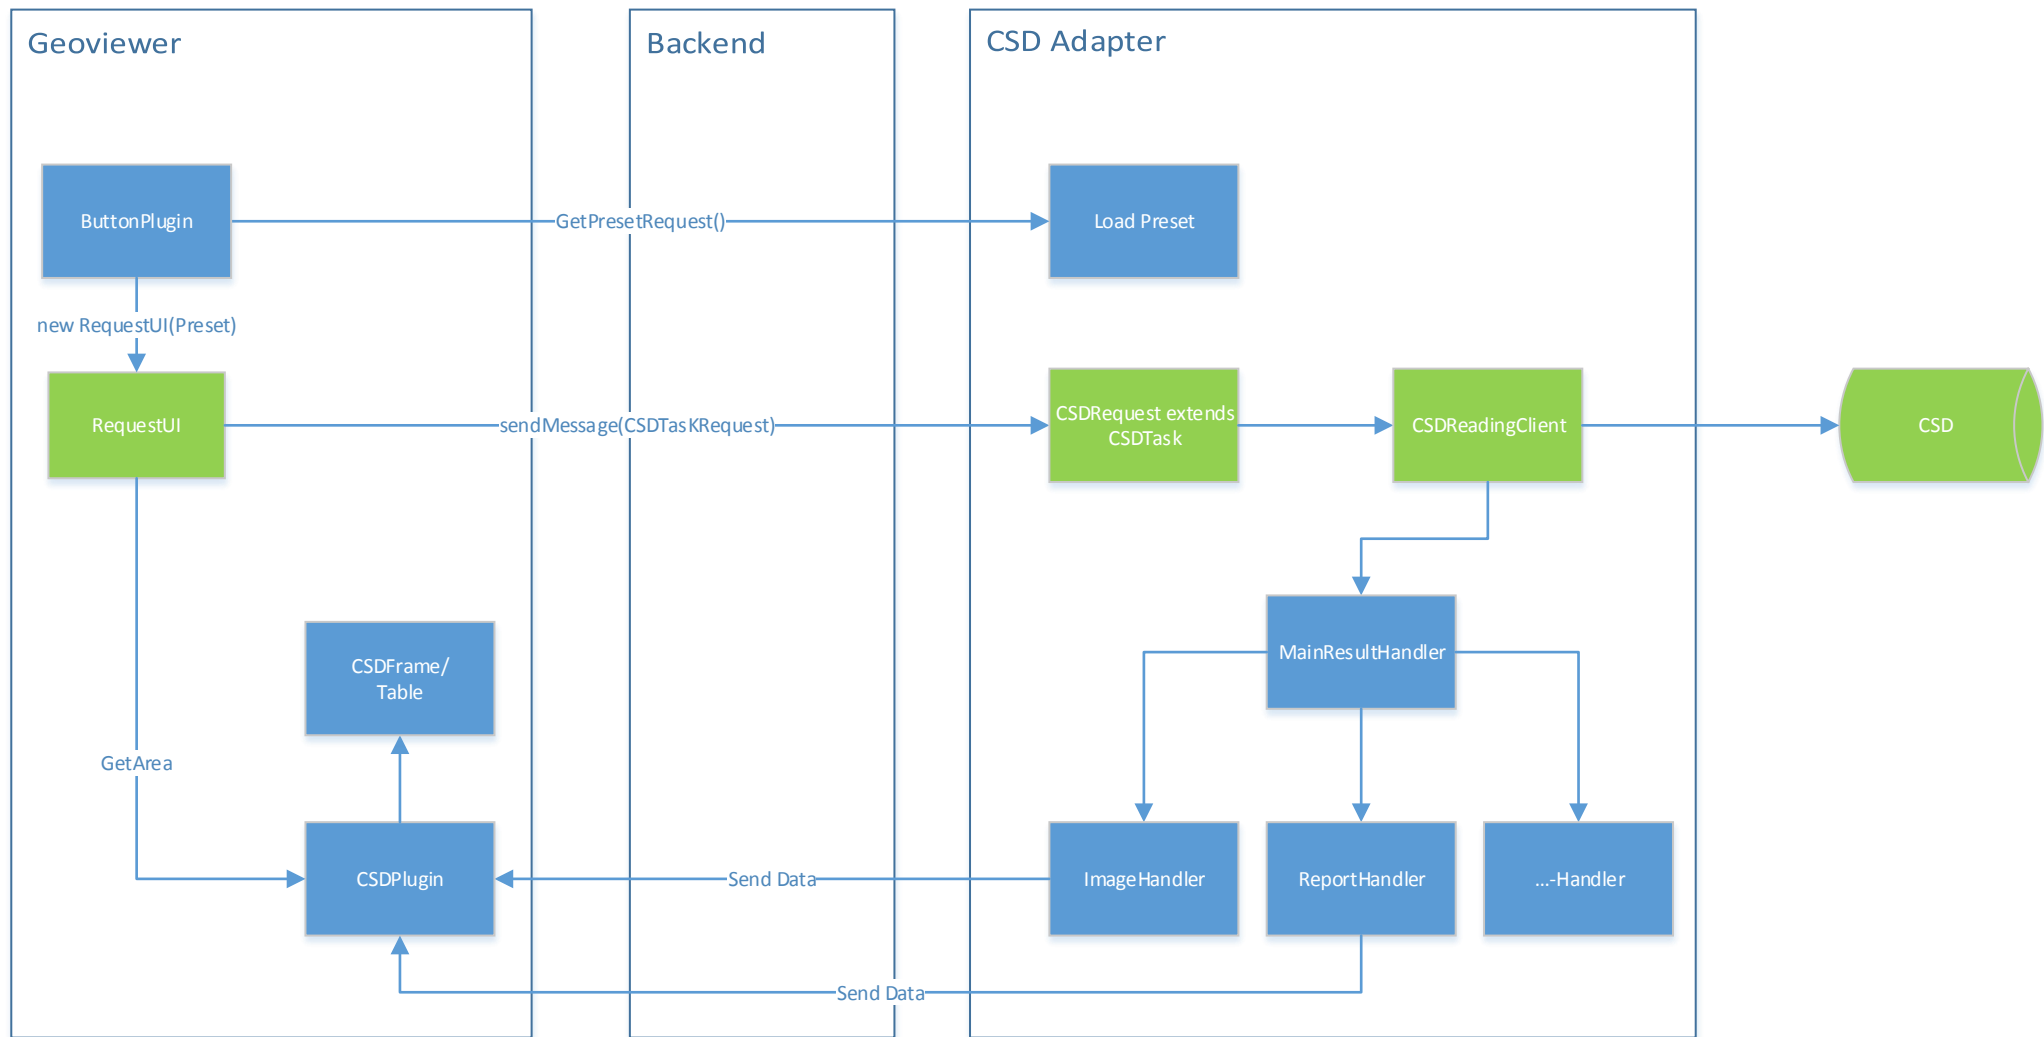 Geoviewer
Backend
CSD Adapter
ButtonPlugin
GetPresetRequest()
Load Preset
new RequestUI(Preset)
RequestUI
sendMessage(CSDTasKRequest)
CSDRequest extends
CSDTask
CSDReadingClient
CSD
CSDFrame/
Table
MainResultHandler
GetArea
CSDPlugin
Send Data
ImageHandler
ReportHandler
...-Handler
Send Data